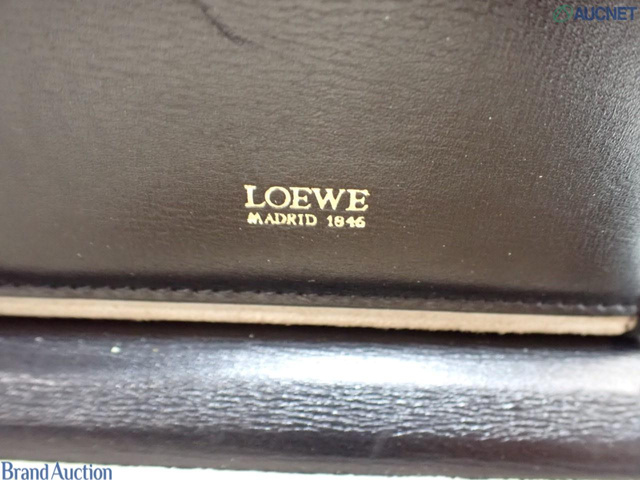 AUCNET
LOEWE
MADRID 1846
Brand Auction